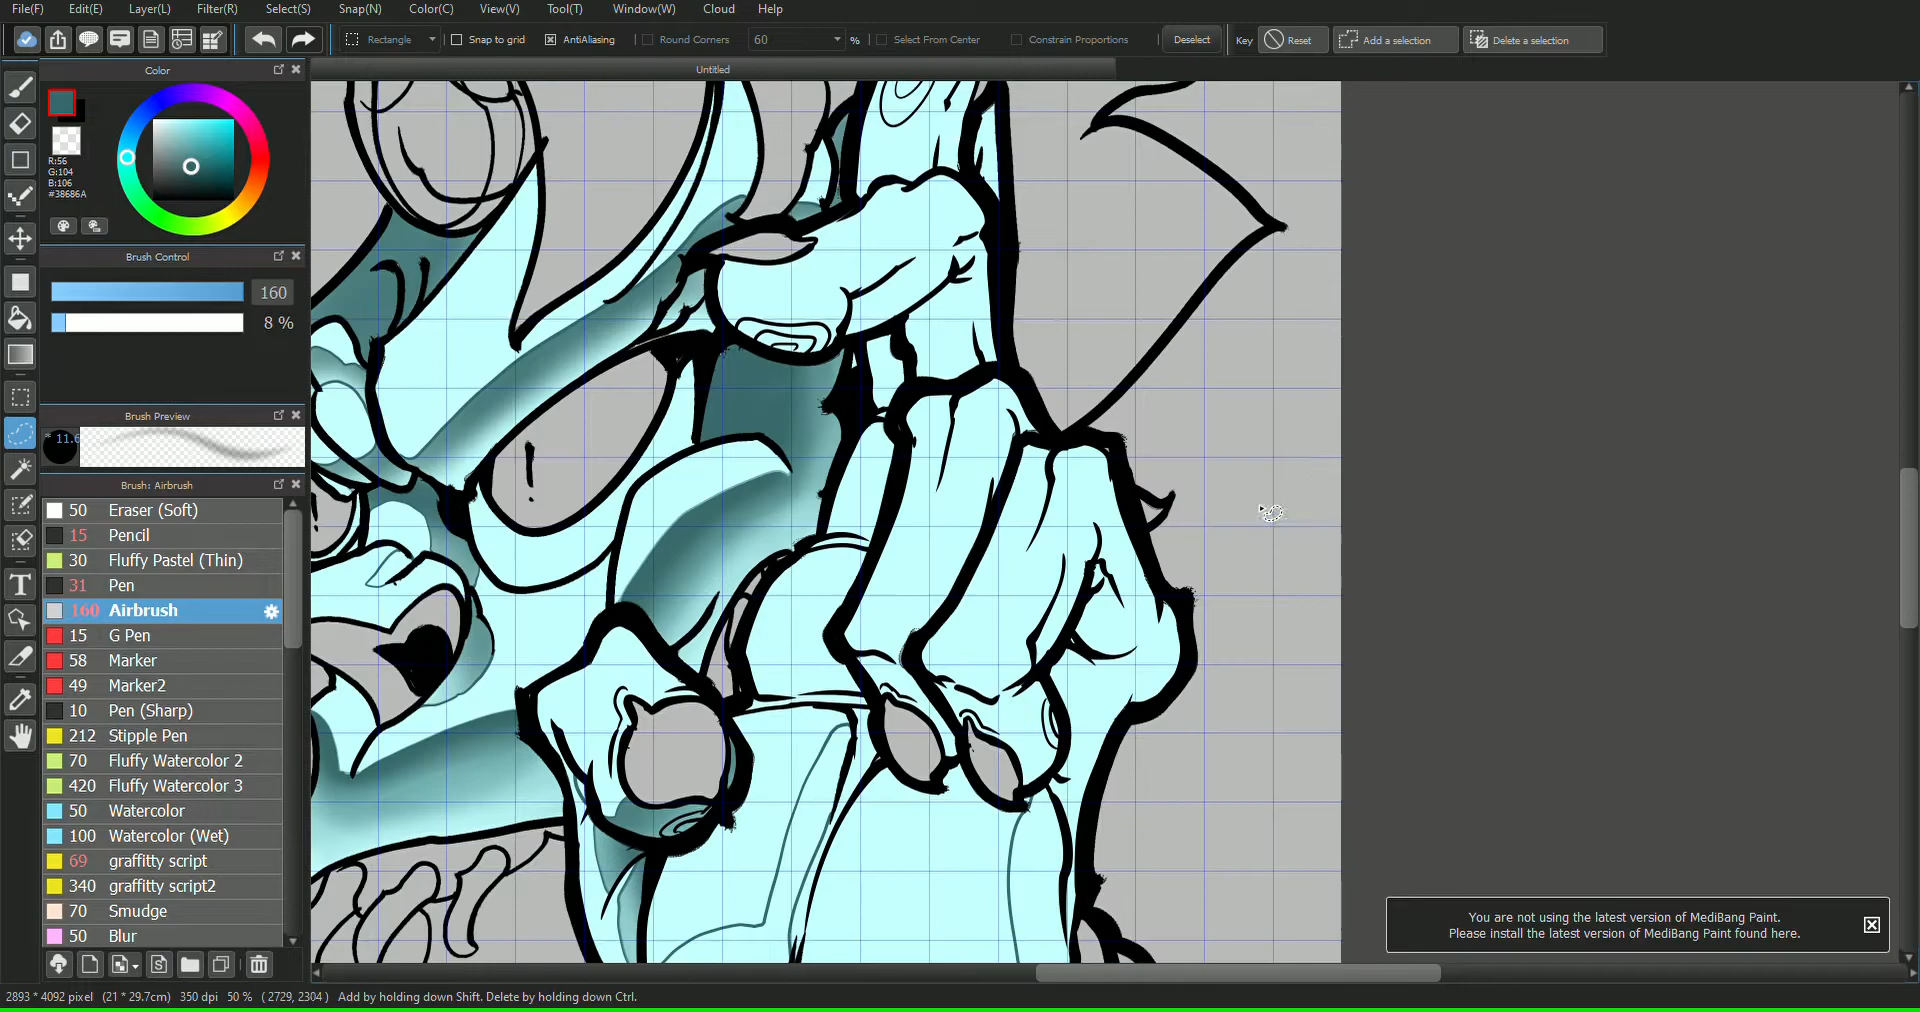 File(F) Edit(E) Layer(L) Filter(R) Select(S) Snap(N) Color(C) View(V) Tool(T) Window(W) Cloud Help
Rectangle Snap to grid AntiAliasing Round Corners 60 % Select From Center Constrain Proportions Deselect Key Reset Add a selection Delete a selection
Color
Untitled
R:56
G:104
B:106
#38686A
Brush Control
160
8 %
Brush Preview
* 11.6
Brush: Airbrush
50 Eraser (Soft)
15 Pencil
30 Fluffy Pastel (Thin)
31 Pen
160 Airbrush
15 G Pen
58 Marker
49 Marker2
10 Pen (Sharp)
212 Stipple Pen
70 Fluffy Watercolor 2
420 Fluffy Watercolor 3
50 Watercolor
100 Watercolor (Wet)
69 graffitty script
340 graffitty script2
70 Smudge
50 Blur
You are not using the latest version of MediBang Paint.
Please install the latest version of MediBang Paint found here.
2893 * 4092 pixel (21 * 29.7cm) 350 dpi 50 % ( 2729, 2304 ) Add by holding down Shift. Delete by holding down Ctrl.